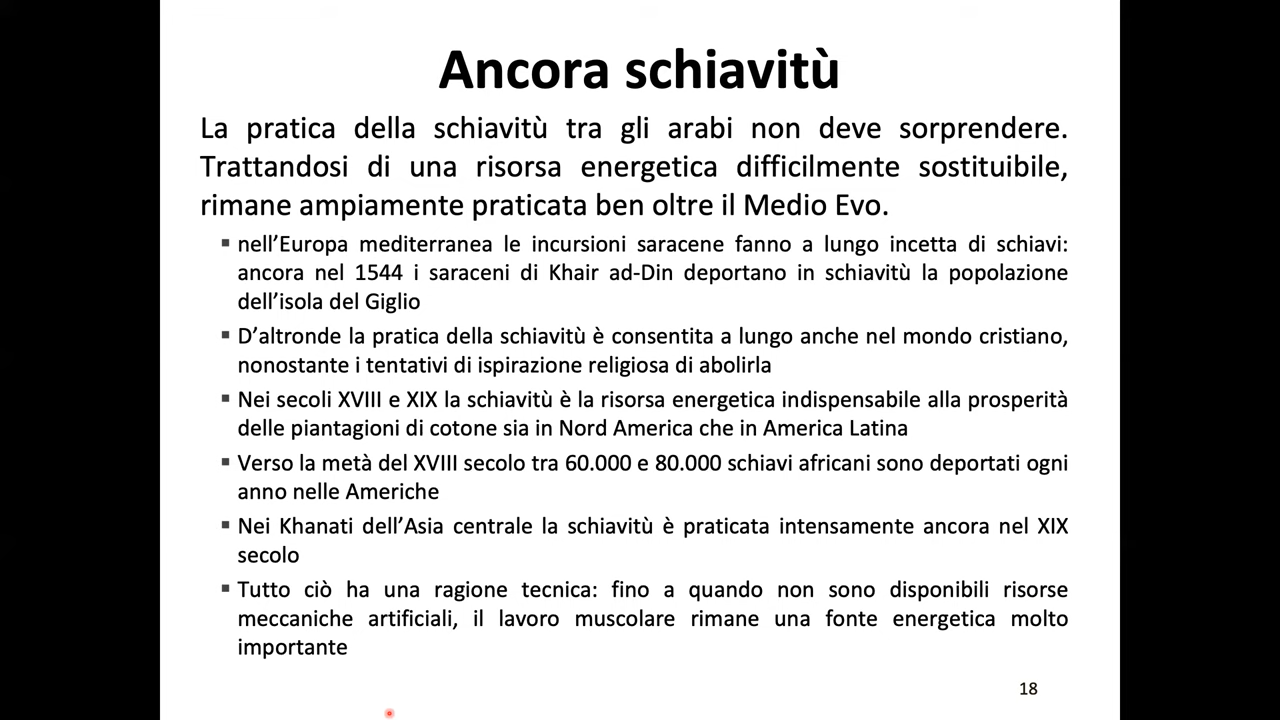 Ancora schiavitù
La pratica della schiavitù tra gli arabi non deve sorprendere.
Trattandosi di una risorsa energetica difficilmente sostituibile,
rimane ampiamente praticata ben oltre il Medio Evo.
▪ nell’Europa mediterranea le incursioni saracene fanno a lungo incetta di schiavi:
ancora nel 1544 i saraceni di Khair ad-Din deportano in schiavitù la popolazione
dell’isola del Giglio
▪ D’altronde la pratica della schiavitù è consentita a lungo anche nel mondo cristiano,
nonostante i tentativi di ispirazione religiosa di abolirla
▪ Nei secoli XVIII e XIX la schiavitù è la risorsa energetica indispensabile alla prosperità
delle piantagioni di cotone sia in Nord America che in America Latina
▪ Verso la metà del XVIII secolo tra 60.000 e 80.000 schiavi africani sono deportati ogni
anno nelle Americhe
▪ Nei Khanati dell’Asia centrale la schiavitù è praticata intensamente ancora nel XIX
secolo
▪ Tutto ciò ha una ragione tecnica: fino a quando non sono disponibili risorse
meccaniche artificiali, il lavoro muscolare rimane una fonte energetica molto
importante
18